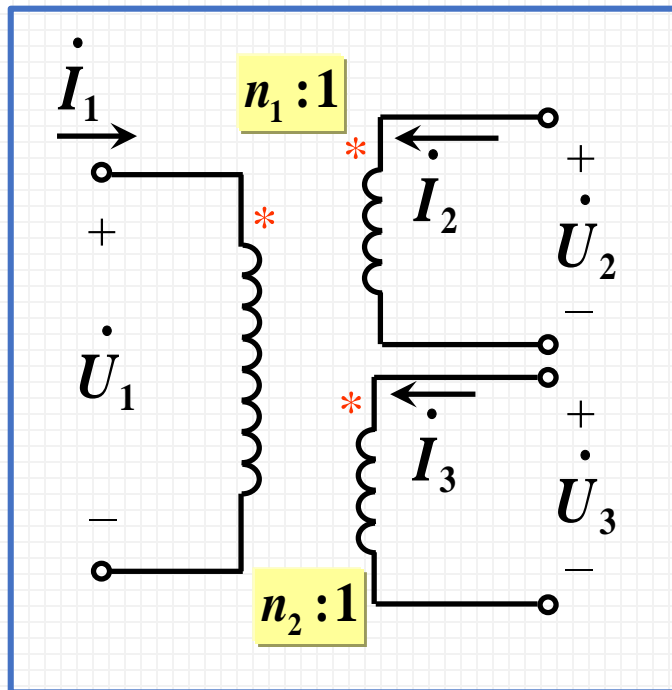 İ₁
n₁ : 1
*
+
İ₂
U̇₂
−
*
+
U̇₁
−
*
+
İ₃
U̇₃
−
n₂ : 1